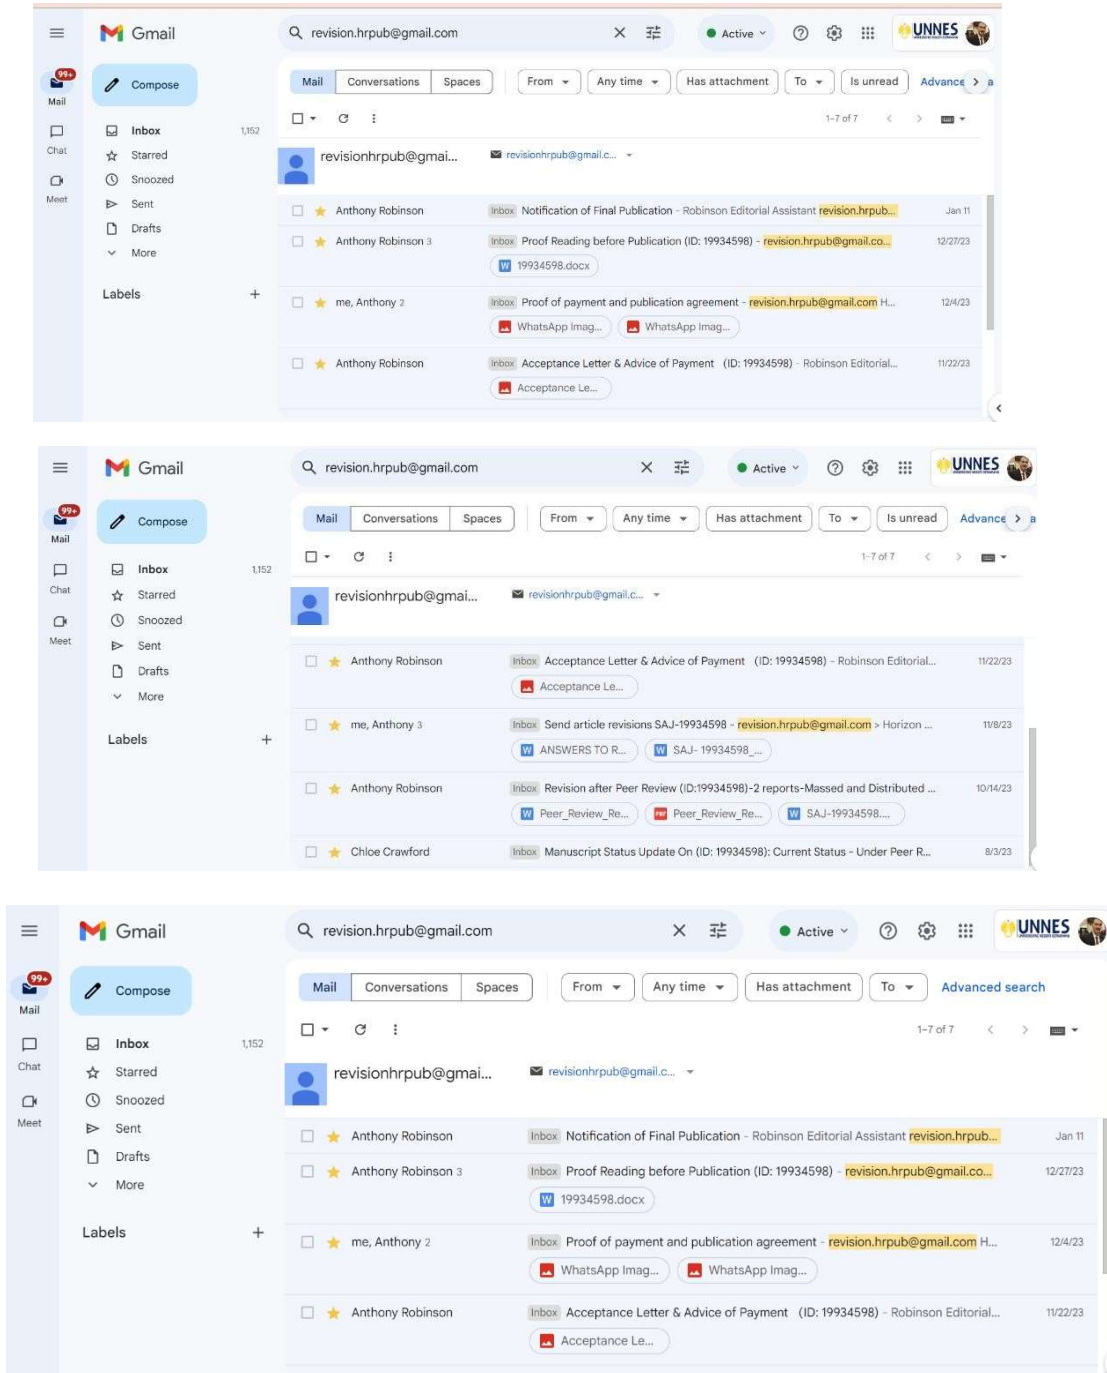 Gmail
revision.hrpub@gmail.com
Active
UNNES
99+
Mail
Chat
Meet
Compose
Inbox 1,152
Starred
Snoozed
Sent
Drafts
More
Labels
Mail Conversations Spaces From Any time Has attachment To Is unread Advance a
1–7 of 7
revisionhrpub@gmai... revisionhrpub@gmail.c...
Anthony Robinson Inbox Notification of Final Publication - Robinson Editorial Assistant revision.hrpub... Jan 11
Anthony Robinson 3 Inbox Proof Reading before Publication (ID: 19934598) - revision.hrpub@gmail.co... 12/27/23
W 19934598.docx
me, Anthony 2 Inbox Proof of payment and publication agreement - revision.hrpub@gmail.com H... 12/4/23
WhatsApp Imag... WhatsApp Imag...
Anthony Robinson Inbox Acceptance Letter & Advice of Payment (ID: 19934598) - Robinson Editorial... 11/22/23
Acceptance Le...
Gmail
revision.hrpub@gmail.com
Active
UNNES
99+
Mail
Chat
Meet
Compose
Inbox 1,152
Starred
Snoozed
Sent
Drafts
More
Labels
Mail Conversations Spaces From Any time Has attachment To Is unread Advance a
1–7 of 7
revisionhrpub@gmai... revisionhrpub@gmail.c...
Anthony Robinson Inbox Acceptance Letter & Advice of Payment (ID: 19934598) - Robinson Editorial... 11/22/23
Acceptance Le...
me, Anthony 3 Inbox Send article revisions SAJ-19934598 - revision.hrpub@gmail.com > Horizon ... 11/8/23
W ANSWERS TO R... W SAJ- 19934598_...
Anthony Robinson Inbox Revision after Peer Review (ID:19934598)-2 reports-Massed and Distributed ... 10/14/23
W Peer_Review_Re... PDF Peer_Review_Re... W SAJ-19934598....
Chloe Crawford Inbox Manuscript Status Update On (ID: 19934598): Current Status - Under Peer R... 8/3/23
Gmail
revision.hrpub@gmail.com
Active
UNNES
99+
Mail
Chat
Meet
Compose
Inbox 1,152
Starred
Snoozed
Sent
Drafts
More
Labels
Mail Conversations Spaces From Any time Has attachment To Advanced search
1–7 of 7
revisionhrpub@gmai... revisionhrpub@gmail.c...
Anthony Robinson Inbox Notification of Final Publication - Robinson Editorial Assistant revision.hrpub... Jan 11
Anthony Robinson 3 Inbox Proof Reading before Publication (ID: 19934598) - revision.hrpub@gmail.co... 12/27/23
W 19934598.docx
me, Anthony 2 Inbox Proof of payment and publication agreement - revision.hrpub@gmail.com H... 12/4/23
WhatsApp Imag... WhatsApp Imag...
Anthony Robinson Inbox Acceptance Letter & Advice of Payment (ID: 19934598) - Robinson Editorial... 11/22/23
Acceptance Le...